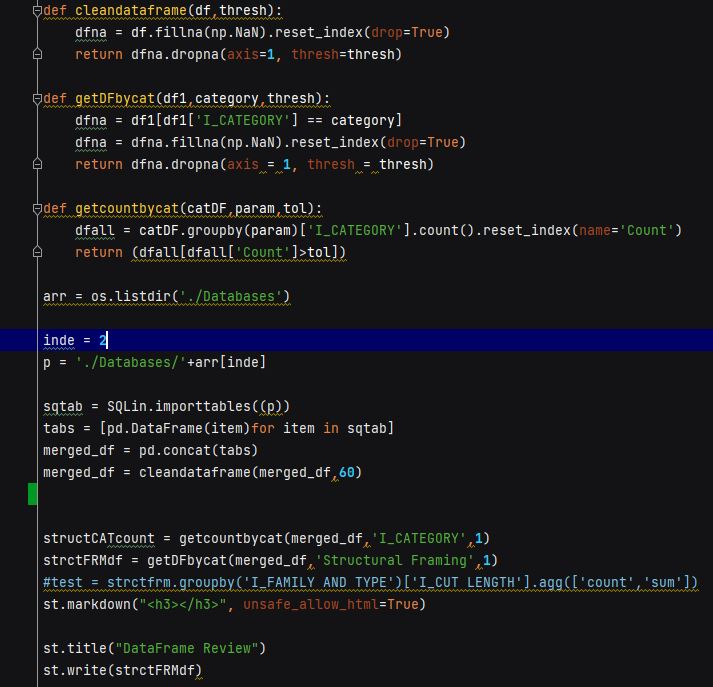 def cleandataframe(df,thresh):
    dfna = df.fillna(np.NaN).reset_index(drop=True)
    return dfna.dropna(axis=1, thresh=thresh)
def getDFbycat(df1,category,thresh):
    dfna = df1[df1['I_CATEGORY'] == category]
    dfna = dfna.fillna(np.NaN).reset_index(drop=True)
    return dfna.dropna(axis = 1, thresh = thresh)
def getcountbycat(catDF,param,tol):
    dfall = catDF.groupby(param)['I_CATEGORY'].count().reset_index(name='Count')
    return (dfall[dfall['Count']>tol])
arr = os.listdir('./Databases')
inde = 2
p = './Databases/'+arr[inde]
sqtab = SQLin.importtables((p))
tabs = [pd.DataFrame(item)for item in sqtab]
merged_df = pd.concat(tabs)
merged_df = cleandataframe(merged_df,60)
structCATcount = getcountbycat(merged_df,'I_CATEGORY',1)
strctFRMdf = getDFbycat(merged_df,'Structural Framing',1)
#test = strctfrm.groupby('I_FAMILY AND TYPE')['I_CUT LENGTH'].agg(['count','sum'])
st.markdown("<h3></h3>", unsafe_allow_html=True)
st.title("DataFrame Review")
st.write(strctFRMdf)